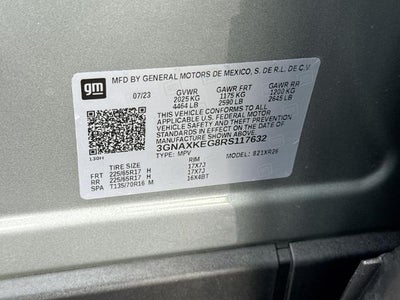 gm
MFD BY GENERAL MOTORS DE MEXICO, S. DE R.L. DE C.V.
07/23 GVWR GAWR FRT GAWR RR
2025 KG 1175 KG 1200 KG
4464 LB 2590 LB 2645 LB
THIS VEHICLE CONFORMS TO ALL
APPLICABLE U.S. FEDERAL MOTOR
VEHICLE SAFETY AND THEFT
PREVENTION STANDARDS IN EFFECT ON THE DATE OF
MANUFACTURE SHOWN ABOVE.
3GNAXKEG8RS117632
TYPE: MPV MODEL: 821XR26
130H
TIRE SIZE RIM
FRT 225/65R17 H 17X7J
RR 225/65R17 H 17X7J
SPA T135/70R16 M 16X4BT